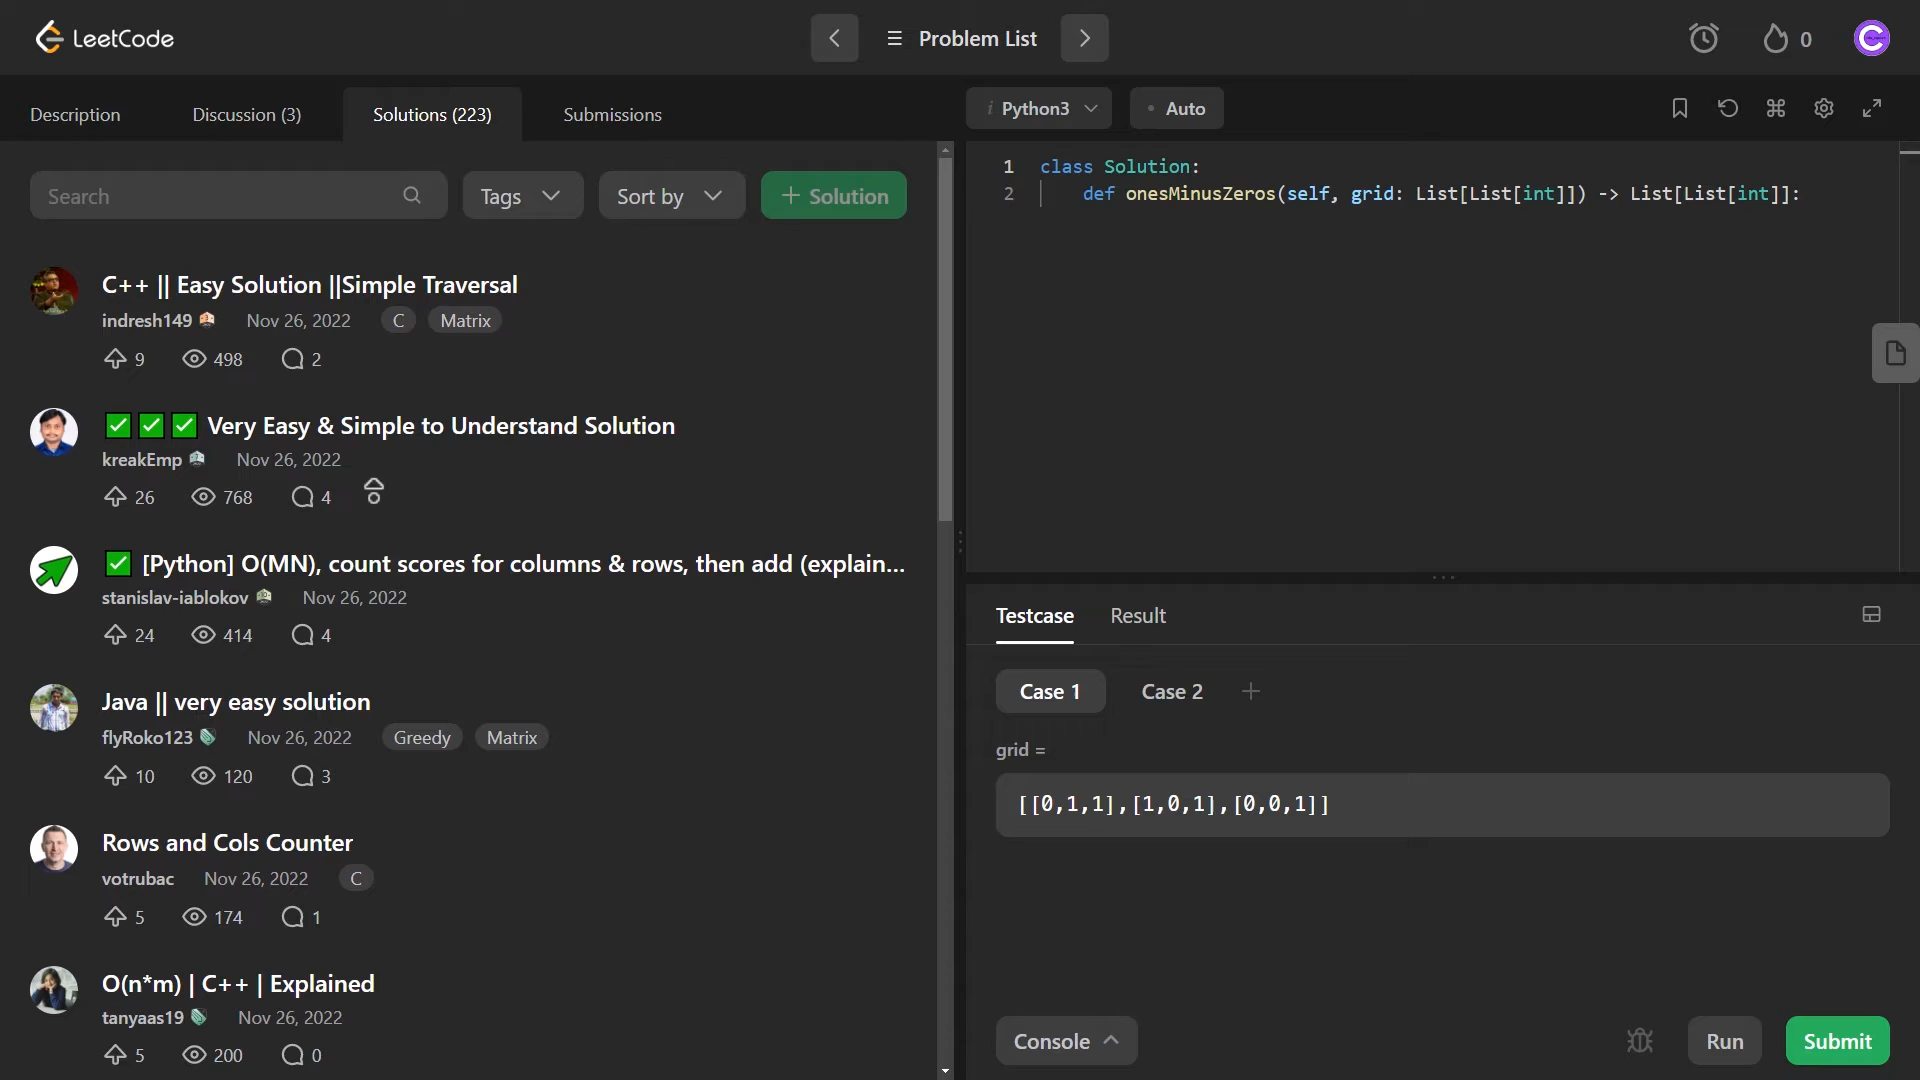 LeetCode
Problem List
0
Description
Discussion (3)
Solutions (223)
Submissions
Search
Tags
Sort by
+ Solution
C++ || Easy Solution ||Simple Traversal
indresh149 Nov 26, 2022 C Matrix
9 498 2
Very Easy & Simple to Understand Solution
kreakEmp Nov 26, 2022
26 768 4
[Python] O(MN), count scores for columns & rows, then add (explain...
stanislav-iablokov Nov 26, 2022
24 414 4
Java || very easy solution
flyRoko123 Nov 26, 2022 Greedy Matrix
10 120 3
Rows and Cols Counter
votrubac Nov 26, 2022 C
5 174 1
O(n*m) | C++ | Explained
tanyaas19 Nov 26, 2022
5 200 0
i Python3
• Auto
1 class Solution:
2 def onesMinusZeros(self, grid: List[List[int]]) -> List[List[int]]:
Testcase
Result
Case 1
Case 2
+
grid =
[[0,1,1],[1,0,1],[0,0,1]]
Console
Run
Submit